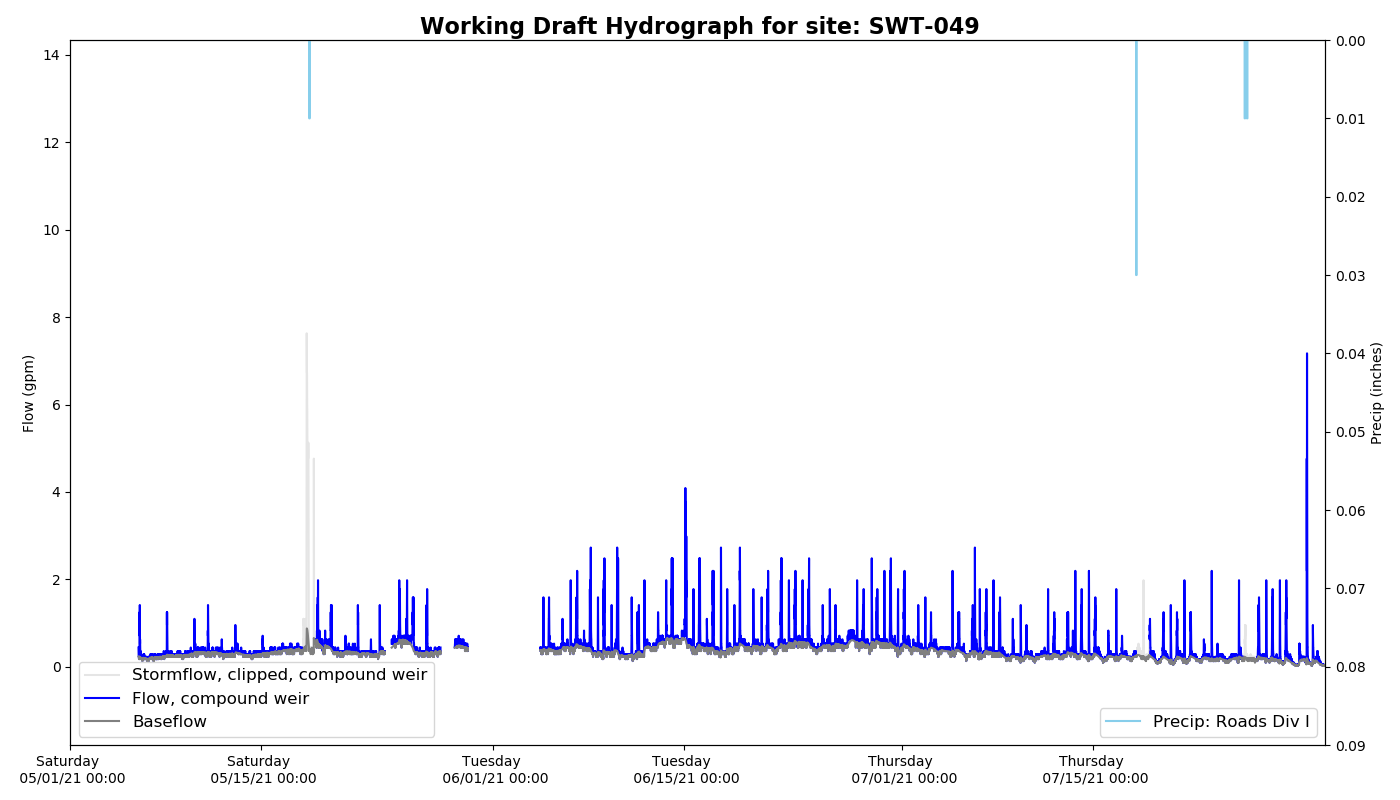 Working Draft Hydrograph for site: SWT-049
14
12
10
8
6
4
2
0
Flow (gpm)
0.00
0.01
0.02
0.03
0.04
0.05
0.06
0.07
0.08
0.09
Precip (inches)
Stormflow, clipped, compound weir
Flow, compound weir
Baseflow
Precip: Roads Div I
Saturday
05/01/21 00:00
Saturday
05/15/21 00:00
Tuesday
06/01/21 00:00
Tuesday
06/15/21 00:00
Thursday
07/01/21 00:00
Thursday
07/15/21 00:00